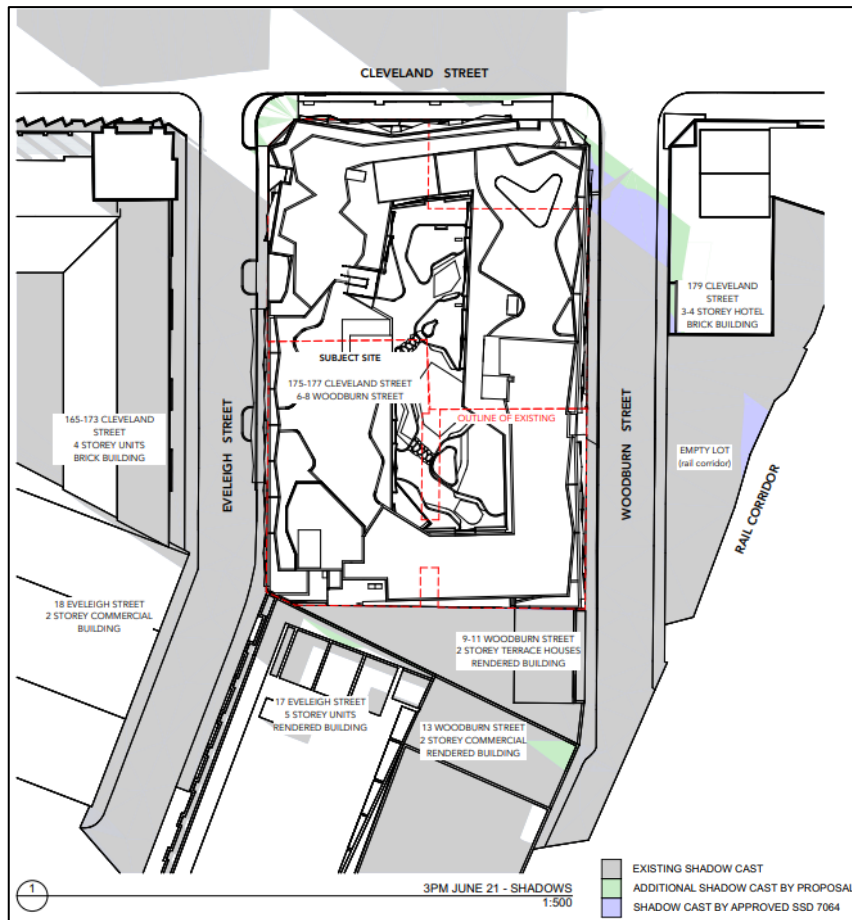 CLEVELAND STREET
179 CLEVELAND
STREET
3-4 STOREY HOTEL
BRICK BUILDING
SUBJECT SITE
175-177 CLEVELAND STREET
6-8 WOODBURN STREET
OUTLINE OF EXISTING
165-173 CLEVELAND
STREET
4 STOREY UNITS
BRICK BUILDING
EVELEIGH STREET
WOODBURN STREET
EMPTY LOT
(rail corridor)
RAIL CORRIDOR
18 EVELEIGH STREET
2 STOREY COMMERCIAL
BUILDING
9-11 WOODBURN STREET
2 STOREY TERRACE HOUSES
RENDERED BUILDING
17 EVELEIGH STREET
5 STOREY UNITS
RENDERED BUILDING
13 WOODBURN STREET
2 STOREY COMMERCIAL
RENDERED BUILDING
1
3PM JUNE 21 - SHADOWS
1:500
EXISTING SHADOW CAST
ADDITIONAL SHADOW CAST BY PROPOSAL
SHADOW CAST BY APPROVED SSD 7064